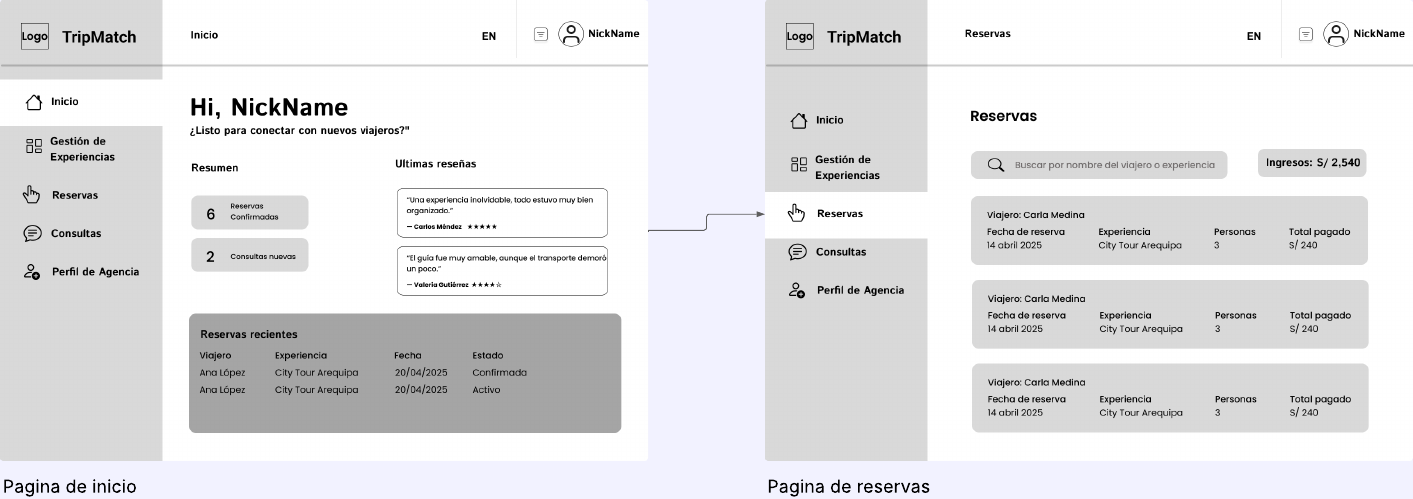 Logo TripMatch
Inicio
EN
NickName
Inicio
Gestión de
Experiencias
Reservas
Consultas
Perfil de Agencia
Hi, NickName
¿Listo para conectar con nuevos viajeros?"
Resumen
6 Reservas
Confirmadas
2 Consultas nuevas
Ultimas reseñas
“Una experiencia inolvidable, todo estuvo muy bien
organizado.”
— Carlos Méndez ★★★★★
“El guía fue muy amable, aunque el transporte demoró
un poco.”
— Valeria Gutiérrez ★★★★☆
Reservas recientes
Viajero Experiencia Fecha Estado
Ana López City Tour Arequipa 20/04/2025 Confirmada
Ana López City Tour Arequipa 20/04/2025 Activo
Pagina de inicio
Logo TripMatch
Reservas
EN
NickName
Inicio
Gestión de
Experiencias
Reservas
Consultas
Perfil de Agencia
Reservas
Buscar por nombre del viajero o experiencia
Ingresos: S/ 2,540
Viajero: Carla Medina
Fecha de reserva Experiencia Personas Total pagado
14 abril 2025 City Tour Arequipa 3 S/ 240
Viajero: Carla Medina
Fecha de reserva Experiencia Personas Total pagado
14 abril 2025 City Tour Arequipa 3 S/ 240
Viajero: Carla Medina
Fecha de reserva Experiencia Personas Total pagado
14 abril 2025 City Tour Arequipa 3 S/ 240
Pagina de reservas